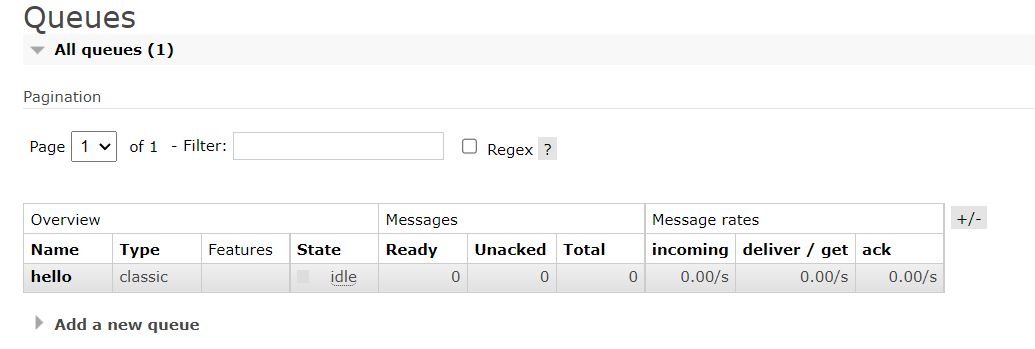 Queues
All queues (1)
Pagination
Page 1 of 1 - Filter: Regex ?
Overview Messages Message rates +/-
Name Type Features State Ready Unacked Total incoming deliver / get ack
hello classic idle 0 0 0 0.00/s 0.00/s 0.00/s
Add a new queue